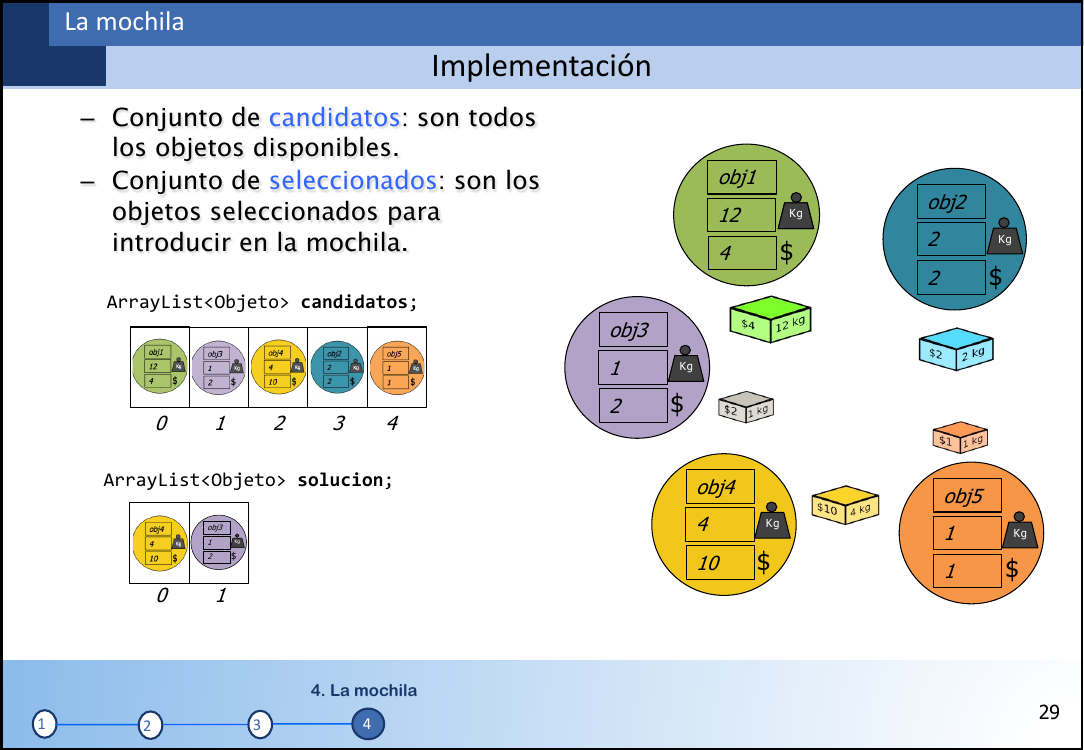 La mochila
Implementación
– Conjunto de candidatos: son todos
los objetos disponibles.
– Conjunto de seleccionados: son los
objetos seleccionados para
introducir en la mochila.
ArrayList<Objeto> candidatos;
obj1
12
Kg
4
$
obj3
1
Kg
2
$
obj4
4
Kg
10
$
obj2
2
Kg
2
$
obj5
1
Kg
1
$
0 1 2 3 4
ArrayList<Objeto> solucion;
obj4
4
Kg
10
$
obj3
1
Kg
2
$
0 1
obj1
12
Kg
4
$
$4 12 kg
obj2
2
Kg
2
$
$2 2 kg
obj3
1
Kg
2
$
$2 1 kg
obj4
4
Kg
10
$
$10 4 kg
$1 1 kg
obj5
1
Kg
1
$
4. La mochila
1 2 3 4
29